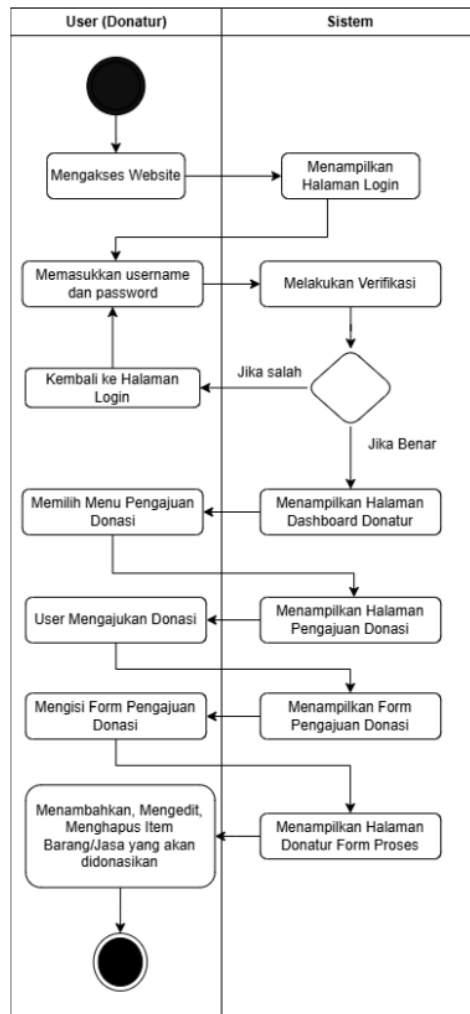 User (Donatur)
Sistem
Mengakses Website
Menampilkan
Halaman Login
Memasukkan username
dan password
Melakukan Verifikasi
Jika salah
Kembali ke Halaman
Login
Jika Benar
Memilih Menu Pengajuan
Donasi
Menampilkan Halaman
Dashboard Donatur
User Mengajukan Donasi
Menampilkan Halaman
Pengajuan Donasi
Mengisi Form Pengajuan
Donasi
Menampilkan Form
Pengajuan Donasi
Menambahkan, Mengedit,
Menghapus Item
Barang/Jasa yang akan
didonasikan
Menampilkan Halaman
Donatur Form Proses